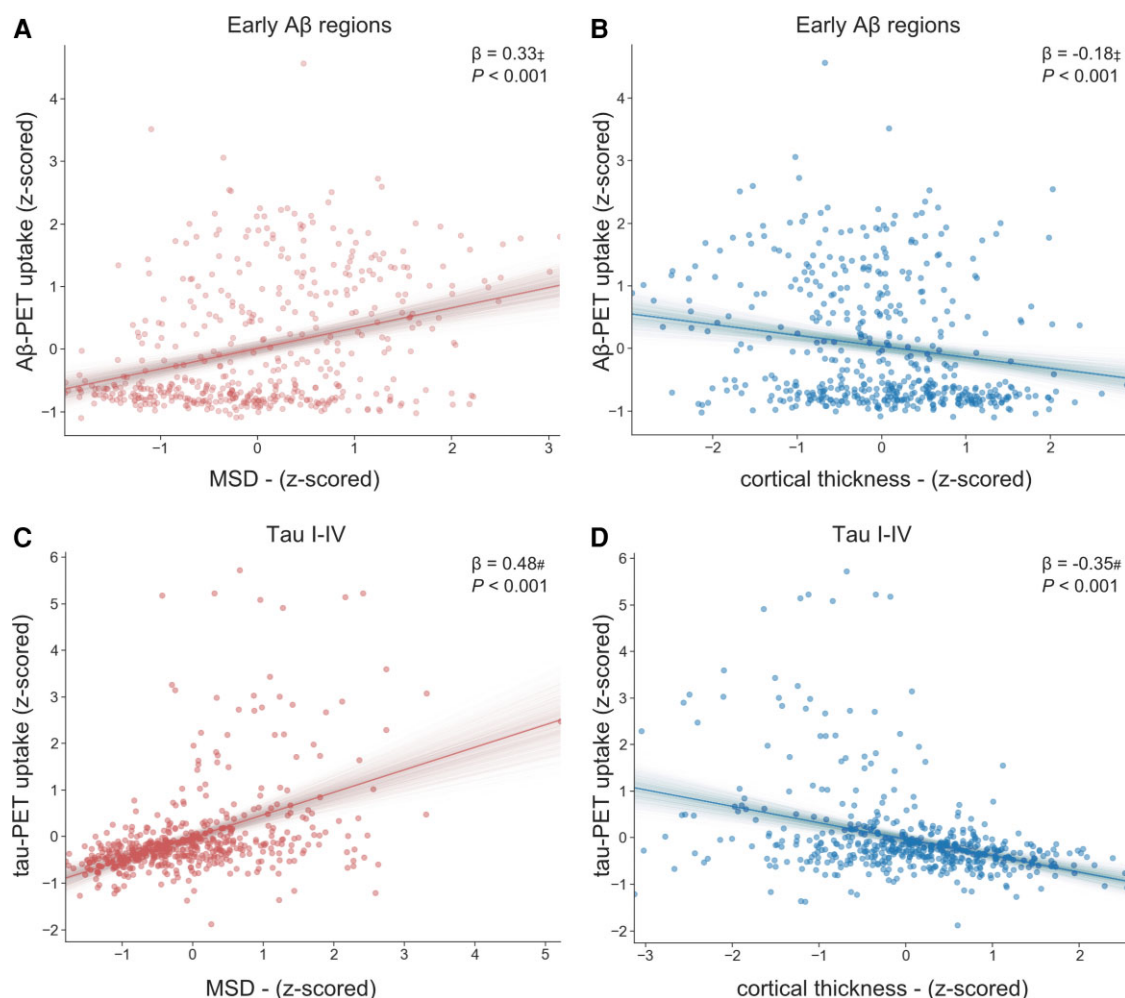 A
Early Aβ regions
β = 0.33‡
P < 0.001
Aβ-PET uptake (z-scored)
4
3
2
1
0
−1
−1
0
1
2
3
MSD - (z-scored)
B
Early Aβ regions
β = -0.18‡
P < 0.001
Aβ-PET uptake (z-scored)
4
3
2
1
0
−1
−2
−1
0
1
2
cortical thickness - (z-scored)
C
Tau I-IV
β = 0.48#
P < 0.001
tau-PET uptake (z-scored)
6
5
4
3
2
1
0
−1
−2
−1
0
1
2
3
4
5
MSD - (z-scored)
D
Tau I-IV
β = -0.35#
P < 0.001
tau-PET uptake (z-scored)
6
5
4
3
2
1
0
−1
−2
−3
−2
−1
0
1
2
cortical thickness - (z-scored)